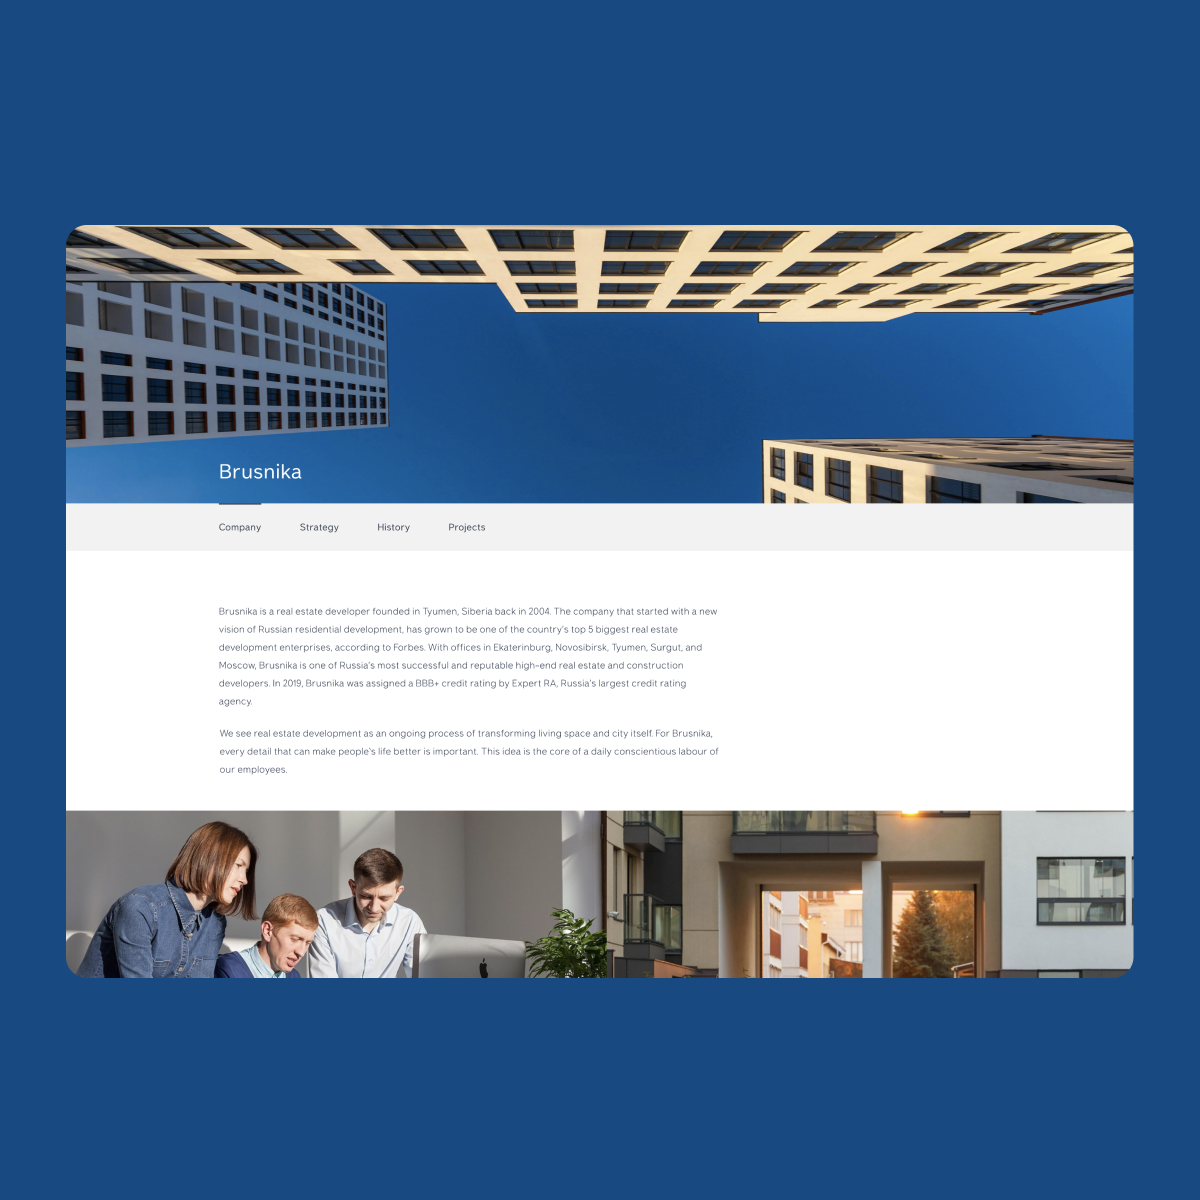 Brusnika
Company Strategy History Projects
Brusnika is a real estate developer founded in Tyumen, Siberia back in 2004. The company that started with a new
vision of Russian residential development, has grown to be one of the country's top 5 biggest real estate
development enterprises, according to Forbes. With offices in Ekaterinburg, Novosibirsk, Tyumen, Surgut, and
Moscow, Brusnika is one of Russia's most successful and reputable high-end real estate and construction
developers. In 2019, Brusnika was assigned a BBB+ credit rating by Expert RA, Russia's largest credit rating
agency.
We see real estate development as an ongoing process of transforming living space and city itself. For Brusnika,
every detail that can make people's life better is important. This idea is the core of a daily conscientious labour of
our employees.